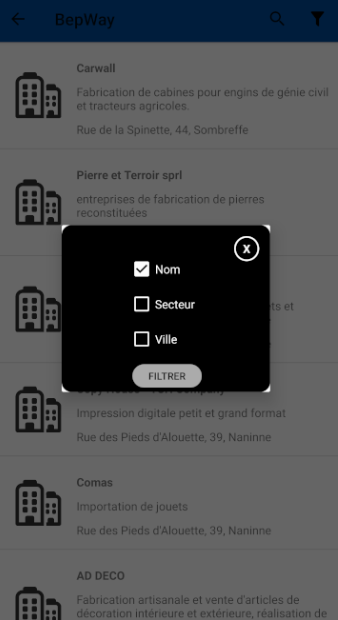 BepWay
Carwall
Fabrication de cabines pour engins de génie civil
et tracteurs agricoles.
Rue de la Spinette, 44, Sombreffe
Pierre et Terroir sprl
entreprises de fabrication de pierres
reconstituées
X
Nom
ts et
Secteur
Ville
FILTRER
Impression digitale petit et grand format
Rue des Pieds d'Alouette, 39, Naninne
Comas
Importation de jouets
Rue des Pieds d'Alouette, 39, Naninne
AD DECO
Fabrication artisanale et vente d'articles de
décoration intérieure et extérieure, réalisation de